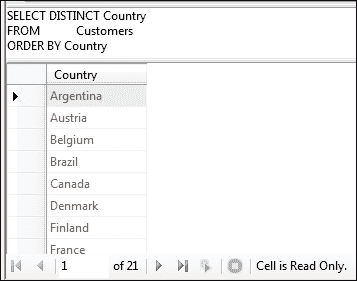 SELECT DISTINCT Country
FROM Customers
ORDER BY Country
Country
Argentina
Austria
Belgium
Brazil
Canada
Denmark
Finland
France
1 of 21 Cell is Read Only.